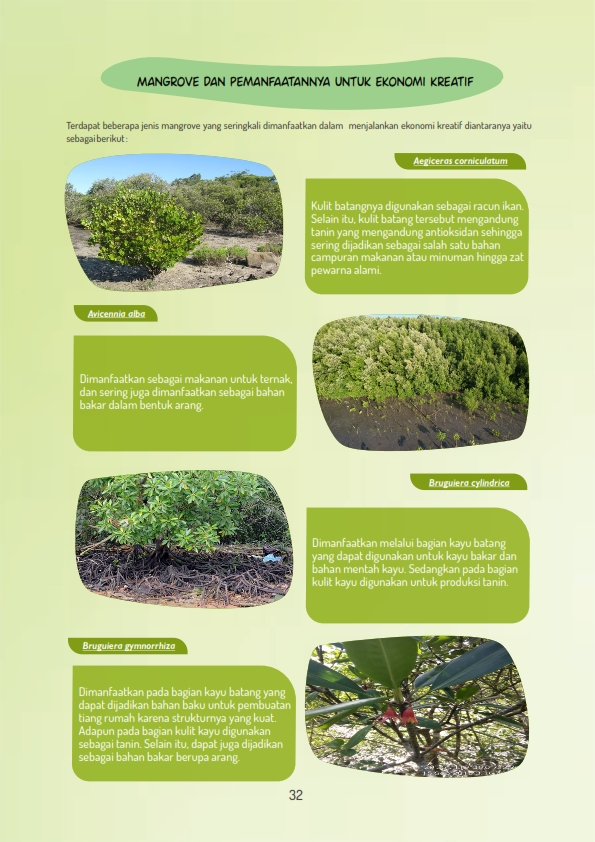 MANGROVE DAN PEMANFAATANNYA UNTUK EKONOMI KREATIF
Terdapat beberapa jenis mangrove yang seringkali dimanfaatkan dalam menjalankan ekonomi kreatif diantaranya yaitu
sebagai berikut :
Aegiceras corniculatum
Kulit batangnya digunakan sebagai racun ikan.
Selain itu, kulit batang tersebut mengandung
tanin yang mengandung antioksidan sehingga
sering dijadikan sebagai salah satu bahan
campuran makanan atau minuman hingga zat
pewarna alami.
Avicennia alba
Dimanfaatkan sebagai makanan untuk ternak,
dan sering juga dimanfaatkan sebagai bahan
bakar dalam bentuk arang.
Bruguiera cylindrica
Dimanfaatkan melalui bagian kayu batang
yang dapat digunakan untuk kayu bakar dan
bahan mentah kayu. Sedangkan pada bagian
kulit kayu digunakan untuk produksi tanin.
Bruguiera gymnorrhiza
Dimanfaatkan pada bagian kayu batang yang
dapat dijadikan bahan baku untuk pembuatan
tiang rumah karena strukturnya yang kuat.
Adapun pada bagian kulit kayu digunakan
sebagai tanin. Selain itu, dapat juga dijadikan
sebagai bahan bakar berupa arang.
32